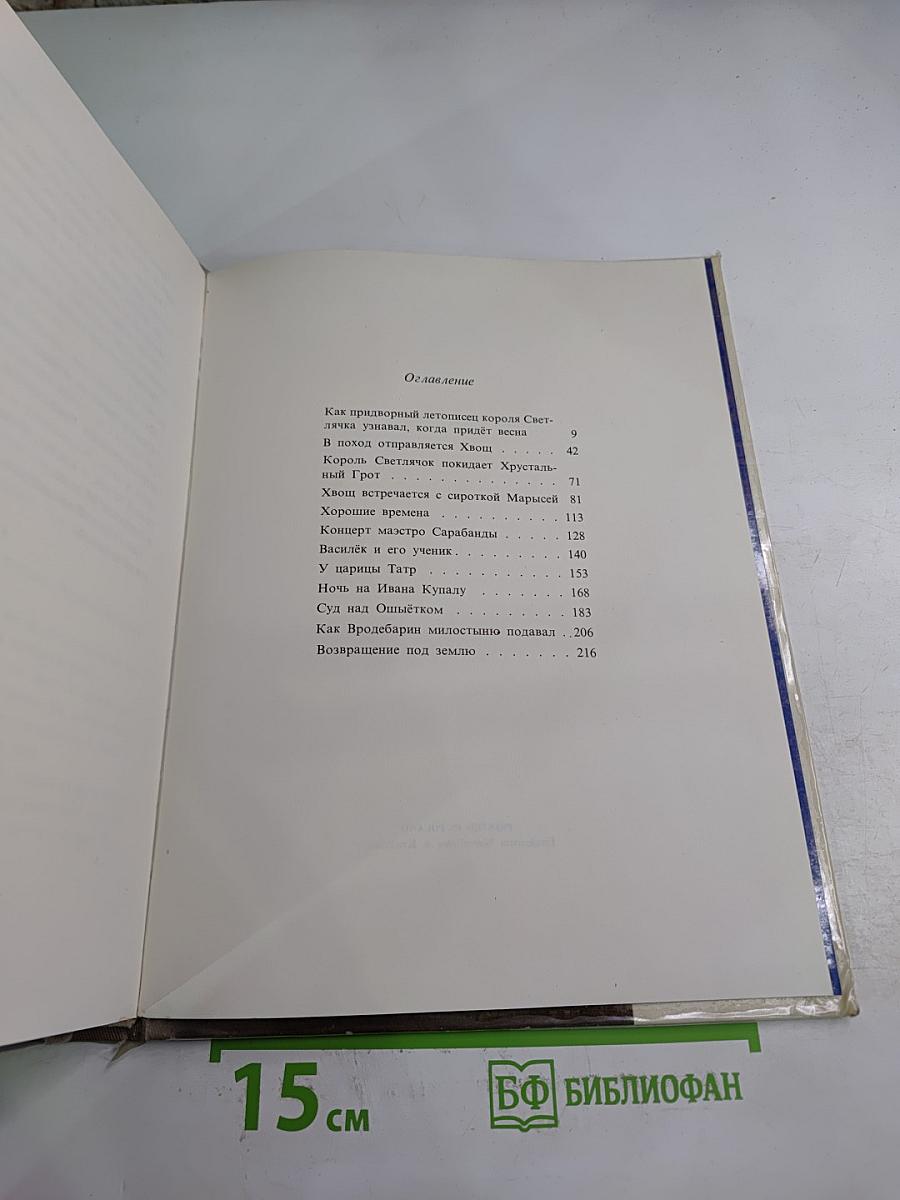 Оглавление
Как придворный летописец короля Свет-
лячка узнавал, когда придёт весна 9
В поход отправляется Хвощ . . . . . 42
Король Светлячок покидает Хрусталь-
ный Грот . . . . . . . . . . . . . . 71
Хвощ встречается с сироткой Марысей 81
Хорошие времена . . . . . . . . . . 113
Концерт маэстро Сарабанды . . . . . 128
Василёк и его ученик . . . . . . . . . 140
У царицы Татр . . . . . . . . . . . 153
Ночь на Ивана Купалу . . . . . . . 168
Суд над Ошыётком . . . . . . . . . 183
Как Вродебарин милостыню подавал . . 206
Возвращение под землю . . . . . . . 216
15 см
БФ БИБЛИОФАН